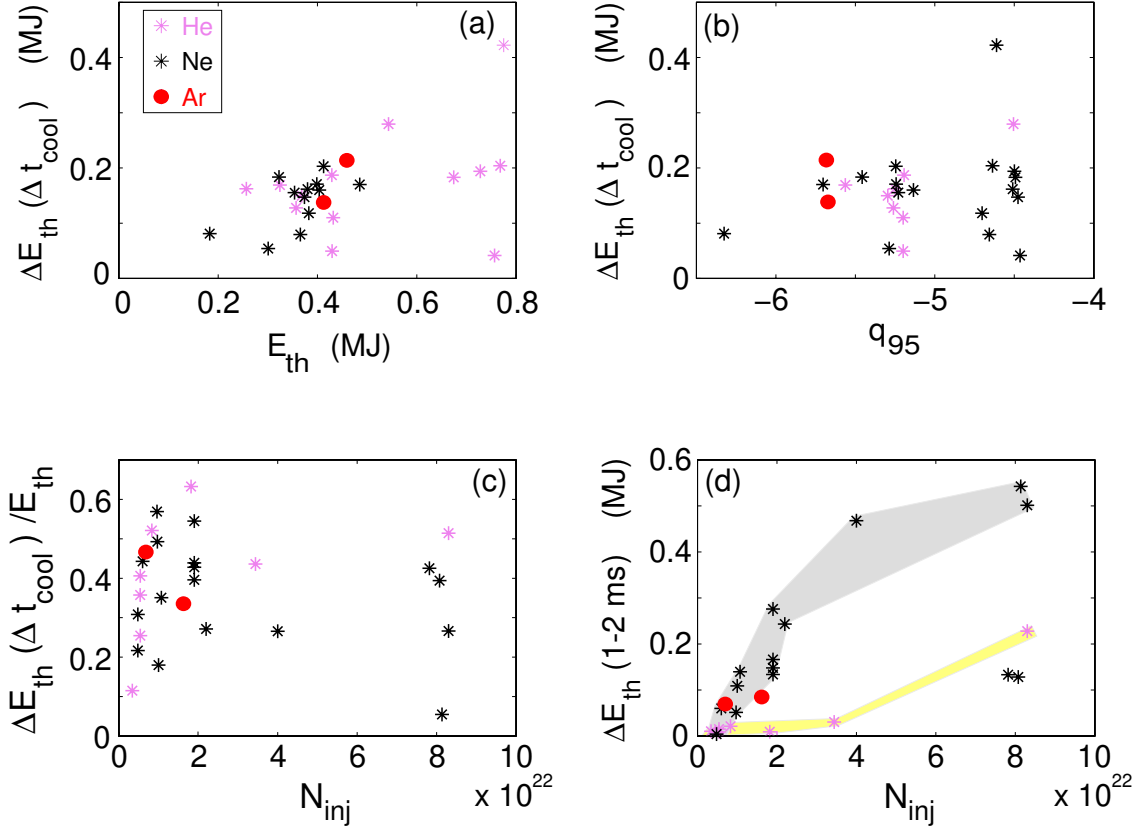 (a)
He
Ne
Ar
ΔE_th (Δ t_cool) (MJ)
0.4
0.2
0
0 0.2 0.4 0.6 0.8
E_th (MJ)
(b)
ΔE_th (Δ t_cool) (MJ)
0.4
0.2
0
−6 −5 −4
q_95
(c)
ΔE_th (Δ t_cool) /E_th
0.6
0.4
0.2
0
0 2 4 6 8 10
N_inj x 10^22
(d)
ΔE_th (1-2 ms) (MJ)
0.6
0.4
0.2
0
0 2 4 6 8 10
N_inj x 10^22